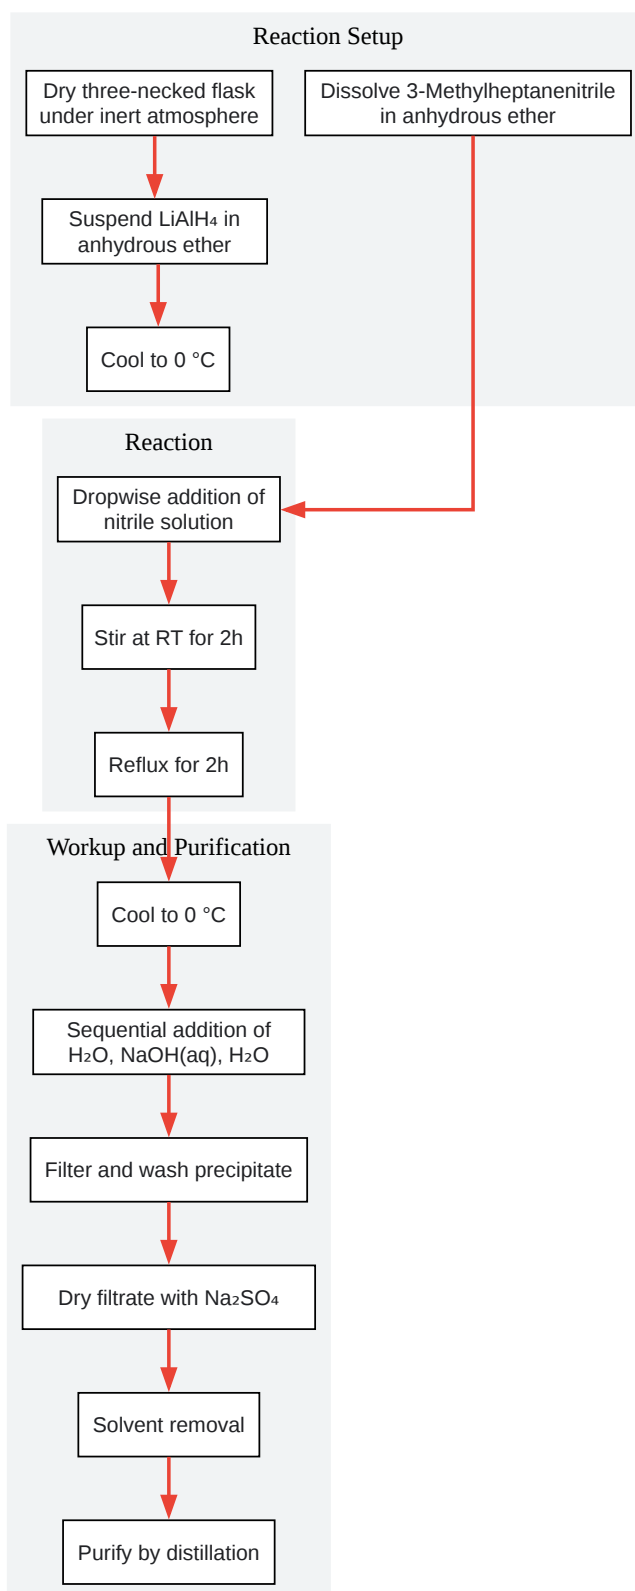 Reaction Setup
Dry three-necked flask
under inert atmosphere
Dissolve 3-Methylheptanenitrile
in anhydrous ether
Suspend LiAlH₄ in
anhydrous ether
Cool to 0 °C
Reaction
Dropwise addition of
nitrile solution
Stir at RT for 2h
Reflux for 2h
Workup and Purification
Cool to 0 °C
Sequential addition of
H₂O, NaOH(aq), H₂O
Filter and wash precipitate
Dry filtrate with Na₂SO₄
Solvent removal
Purify by distillation